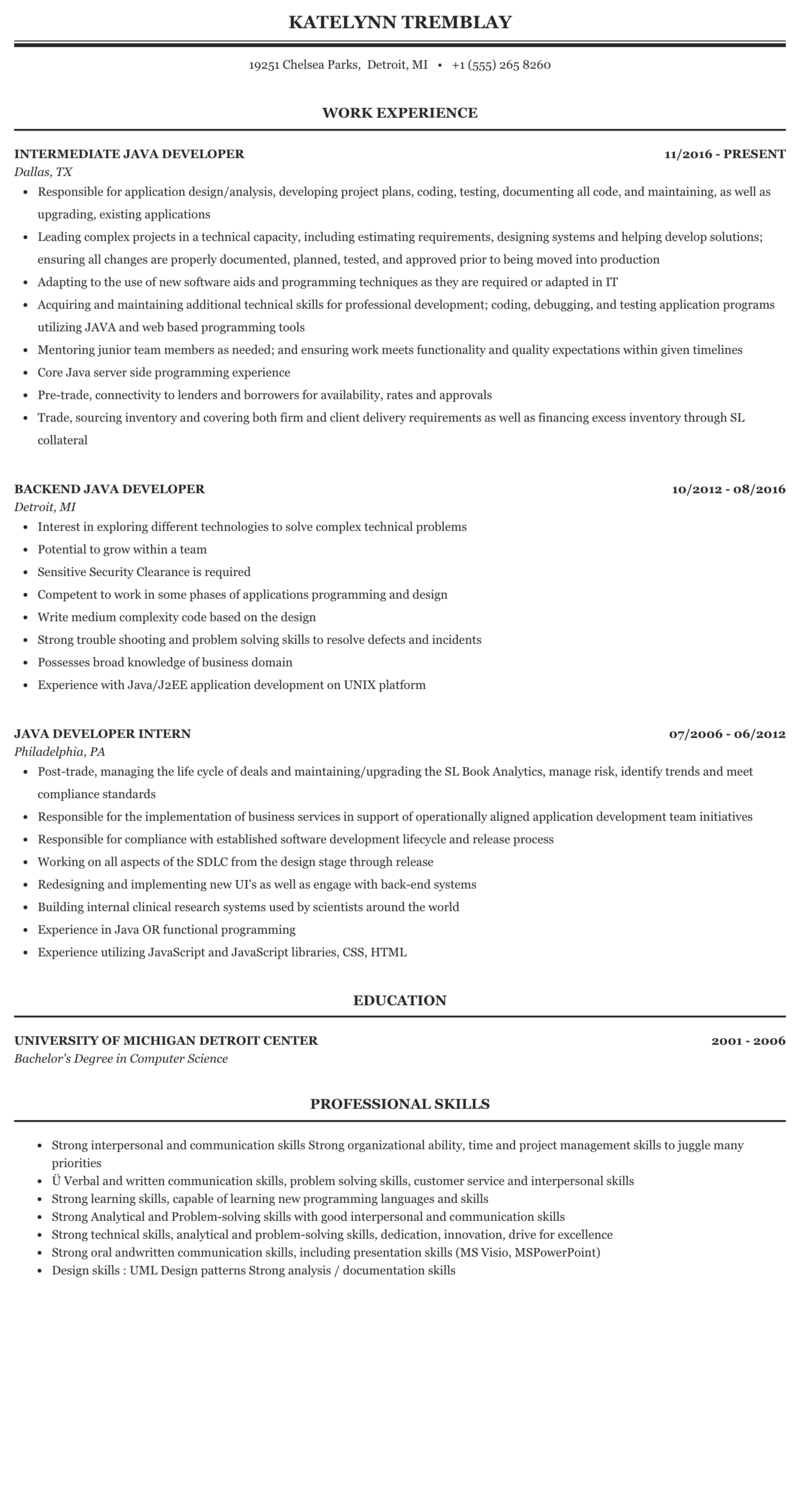 KATELYNN TREMBLAY
19251 Chelsea Parks, Detroit, MI • +1 (555) 265 8260
WORK EXPERIENCE
INTERMEDIATE JAVA DEVELOPER 11/2016 - PRESENT
Dallas, TX
• Responsible for application design/analysis, developing project plans, coding, testing, documenting all code, and maintaining, as well as
upgrading, existing applications
• Leading complex projects in a technical capacity, including estimating requirements, designing systems and helping develop solutions;
ensuring all changes are properly documented, planned, tested, and approved prior to being moved into production
• Adapting to the use of new software aids and programming techniques as they are required or adapted in IT
• Acquiring and maintaining additional technical skills for professional development; coding, debugging, and testing application programs
utilizing JAVA and web based programming tools
• Mentoring junior team members as needed; and ensuring work meets functionality and quality expectations within given timelines
• Core Java server side programming experience
• Pre-trade, connectivity to lenders and borrowers for availability, rates and approvals
• Trade, sourcing inventory and covering both firm and client delivery requirements as well as financing excess inventory through SL
collateral
BACKEND JAVA DEVELOPER 10/2012 - 08/2016
Detroit, MI
• Interest in exploring different technologies to solve complex technical problems
• Potential to grow within a team
• Sensitive Security Clearance is required
• Competent to work in some phases of applications programming and design
• Write medium complexity code based on the design
• Strong trouble shooting and problem solving skills to resolve defects and incidents
• Possesses broad knowledge of business domain
• Experience with Java/J2EE application development on UNIX platform
JAVA DEVELOPER INTERN 07/2006 - 06/2012
Philadelphia, PA
• Post-trade, managing the life cycle of deals and maintaining/upgrading the SL Book Analytics, manage risk, identify trends and meet
compliance standards
• Responsible for the implementation of business services in support of operationally aligned application development team initiatives
• Responsible for compliance with established software development lifecycle and release process
• Working on all aspects of the SDLC from the design stage through release
• Redesigning and implementing new UI's as well as engage with back-end systems
• Building internal clinical research systems used by scientists around the world
• Experience in Java OR functional programming
• Experience utilizing JavaScript and JavaScript libraries, CSS, HTML
EDUCATION
UNIVERSITY OF MICHIGAN DETROIT CENTER 2001 - 2006
Bachelor's Degree in Computer Science
PROFESSIONAL SKILLS
• Strong interpersonal and communication skills Strong organizational ability, time and project management skills to juggle many
priorities
• Ü Verbal and written communication skills, problem solving skills, customer service and interpersonal skills
• Strong learning skills, capable of learning new programming languages and skills
• Strong Analytical and Problem-solving skills with good interpersonal and communication skills
• Strong technical skills, analytical and problem-solving skills, dedication, innovation, drive for excellence
• Strong oral andwritten communication skills, including presentation skills (MS Visio, MSPowerPoint)
• Design skills : UML Design patterns Strong analysis / documentation skills